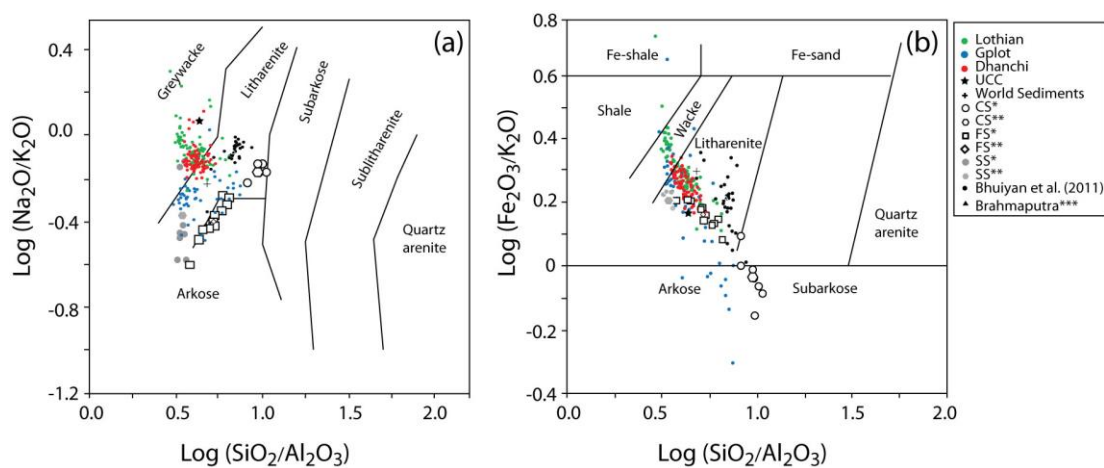 (a)
Log (Na₂O/K₂O)
0.4
0.0
-0.4
-0.8
-1.2
0.0
0.5
1.0
1.5
2.0
Log (SiO₂/Al₂O₃)
Greywacke
Litharenite
Subarkose
Sublitharenite
Quartz
arenite
Arkose
(b)
Log (Fe₂O₃/K₂O)
0.8
0.6
0.4
0.2
0
-0.2
-0.4
0.0
0.5
1.0
1.5
2.0
Log (SiO₂/Al₂O₃)
Fe-shale
Fe-sand
Shale
Wacke
Litharenite
Quartz
arenite
Arkose
Subarkose
Lothian
Gplot
Dhanchi
UCC
World Sediments
CS*
CS**
FS*
FS**
SS*
SS**
Bhuiyan et al. (2011)
Brahmaputra***